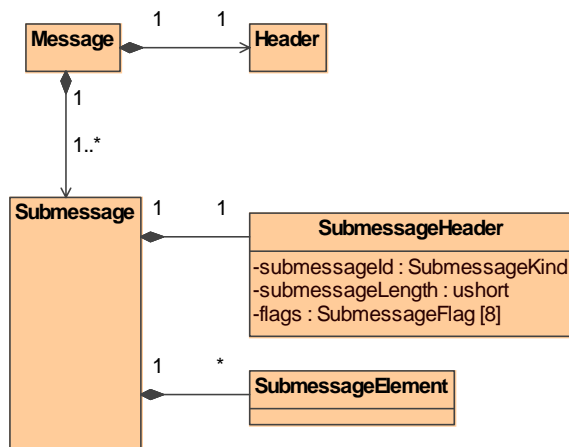 1 1
Message Header
1
1..*
Submessage 1 1
SubmessageHeader
-submessageId : SubmessageKind
-submessageLength : ushort
-flags : SubmessageFlag [8]
1 *
SubmessageElement